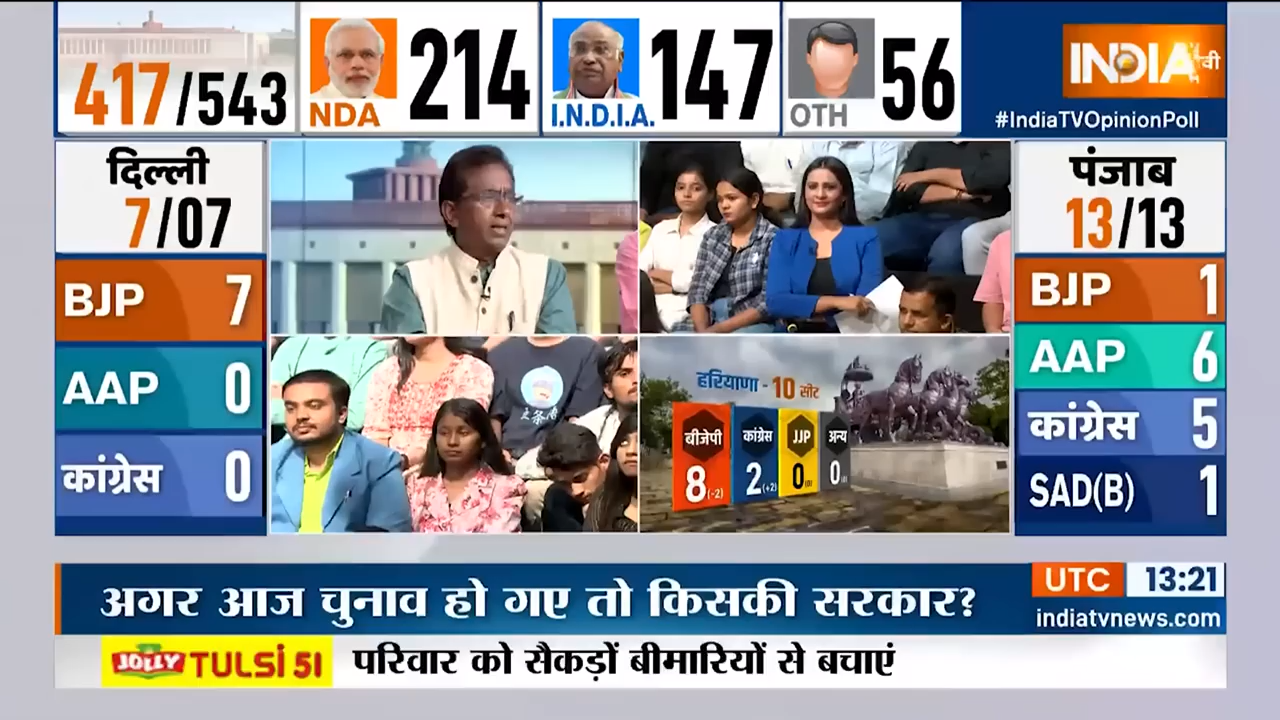 417/543
NDA
214
I.N.D.I.A.
147
OTH
56
INDIA टीवी
#IndiaTVOpinionPoll
दिल्ली
7/07
BJP 7
AAP 0
कांग्रेस 0
हरियाणा - 10 सीट
बीजेपी
8(-2)
कांग्रेस
2(+2)
JJP
0
अन्य
0
पंजाब
13/13
BJP 1
AAP 6
कांग्रेस 5
SAD(B) 1
अगर आज चुनाव हो गए तो किसकी सरकार?
UTC 13:21
indiatvnews.com
JOLLY TULSI 51 परिवार को सैकड़ों बीमारियों से बचाएं